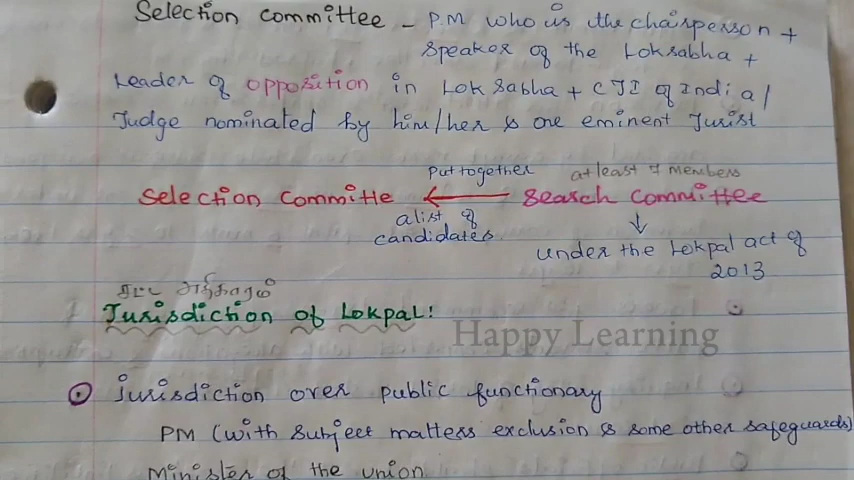 Selection committee - PM who is the chairperson +
Speaker of the Loksabha +
Leader of opposition in Lok Sabha + CJI of India/
Judge nominated by him/her & one eminent Jurist
Put together at least 7 members
Selection Committe ← Search committee
a list of candidates
↓
under the Lokpal act of 2013
சட்ட அதிகாரம்
Jurisdiction of Lokpal:
Happy Learning
Jurisdiction over public functionary
PM (with subject matters exclusion & some other safeguards)
Minister of the union